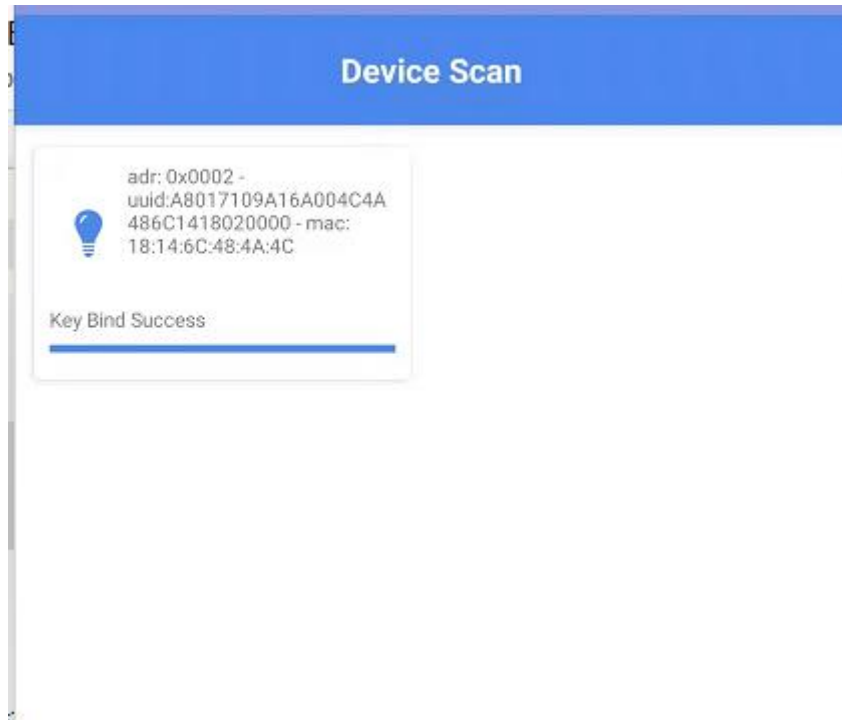 Device Scan
adr: 0x0002 -
uuid:A8017109A16A004C4A
486C1418020000 - mac:
18:14:6C:48:4A:4C
Key Bind Success